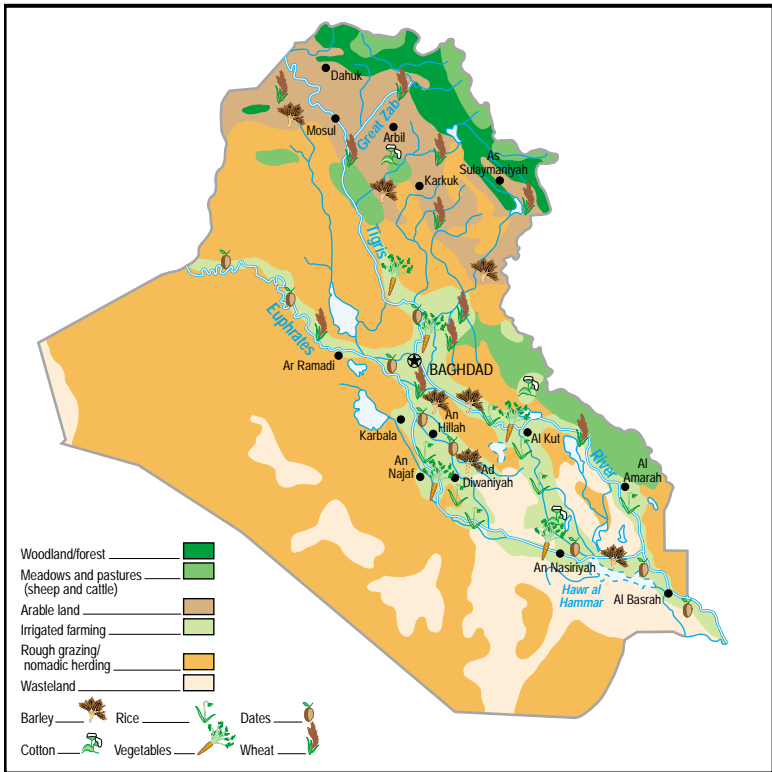 Dahuk
Great Zab
Mosul
Arbil
As
Sulaymaniyah
Karkuk
Tigris
Euphrates
Ar Ramadi
BAGHDAD
An
Hillah
Karbala
Al Kut
River
An
Najaf
Ad
Diwaniyah
Al
Amarah
An Nasiriyah
Hawr al
Hammar
Al Basrah
Woodland/forest
Meadows and pastures
(sheep and cattle)
Arable land
Irrigated farming
Rough grazing/
nomadic herding
Wasteland
Barley Rice Dates
Cotton Vegetables Wheat